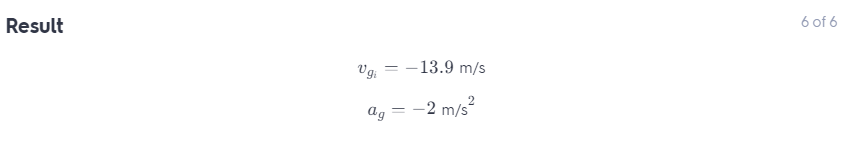 Result
6 of 6
v_{g_i} = −13.9 m/s
a_g = −2 m/s²